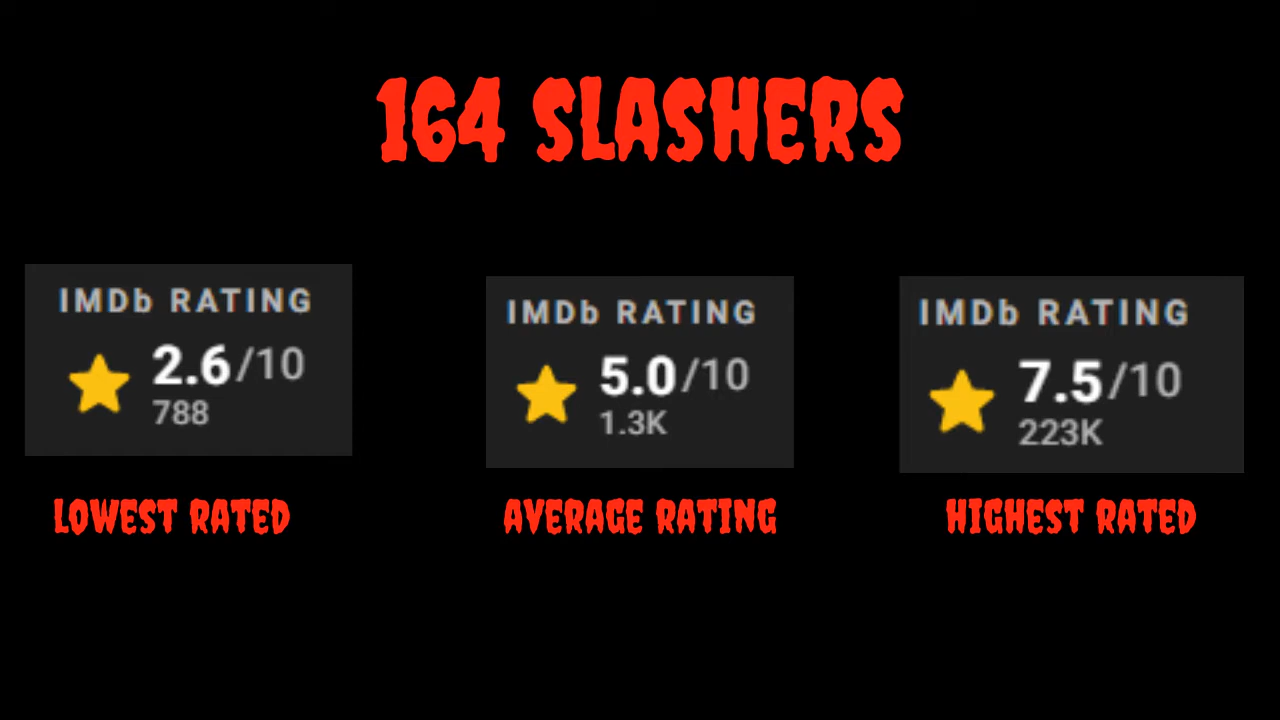 164 SLASHERS
IMDb RATING
2.6/10
788
LOWEST RATED
IMDb RATING
5.0/10
1.3K
AVERAGE RATING
IMDb RATING
7.5/10
223K
HIGHEST RATED